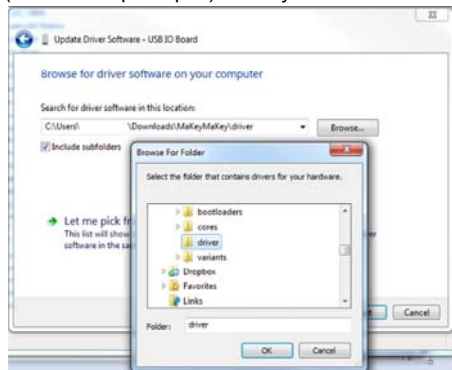 Update Driver Software - USB IO Board
Browse for driver software on your computer
Search for driver software in this location:
C:\Users\ \Downloads\MaKeyMaKey\driver
Browse...
Include subfolders
Browse For Folder
Select the folder that contains drivers for your hardware.
bootloaders
cores
driver
variants
Dropbox
Favorites
Links
Let me pick fr
This list will show
software in the sa
Folder: driver
OK Cancel
Cancel